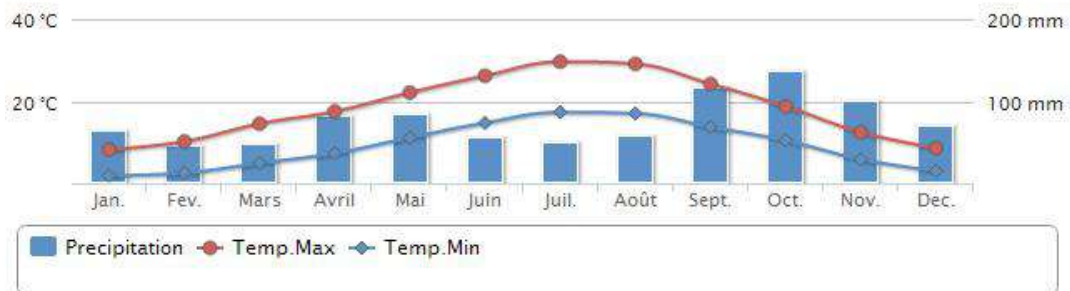 40 °C 200 mm
20 °C 100 mm
Jan. Fev. Mars Avril Mai Juin Juil. Août Sept. Oct. Nov. Dec.
Precipitation Temp.Max Temp.Min